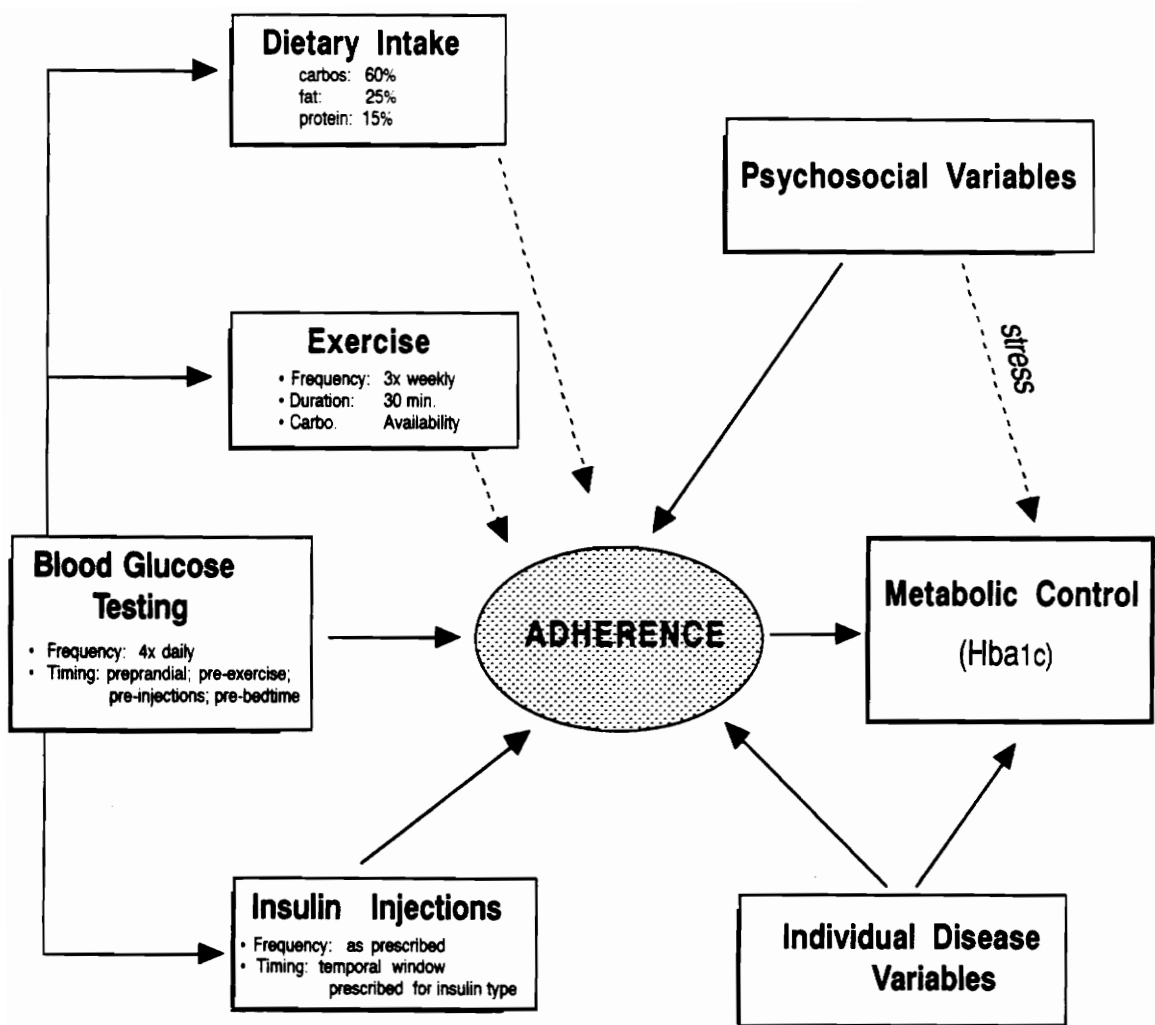 Dietary Intake
carbos: 60%
fat: 25%
protein: 15%
Psychosocial Variables
stress
Exercise
• Frequency: 3x weekly
• Duration: 30 min.
• Carbo. Availability
Blood Glucose
Testing
• Frequency: 4x daily
• Timing: preprandial; pre-exercise;
pre-injections; pre-bedtime
ADHERENCE
Metabolic Control
(Hba1c)
Insulin Injections
• Frequency: as prescribed
• Timing: temporal window
prescribed for insulin type
Individual Disease
Variables